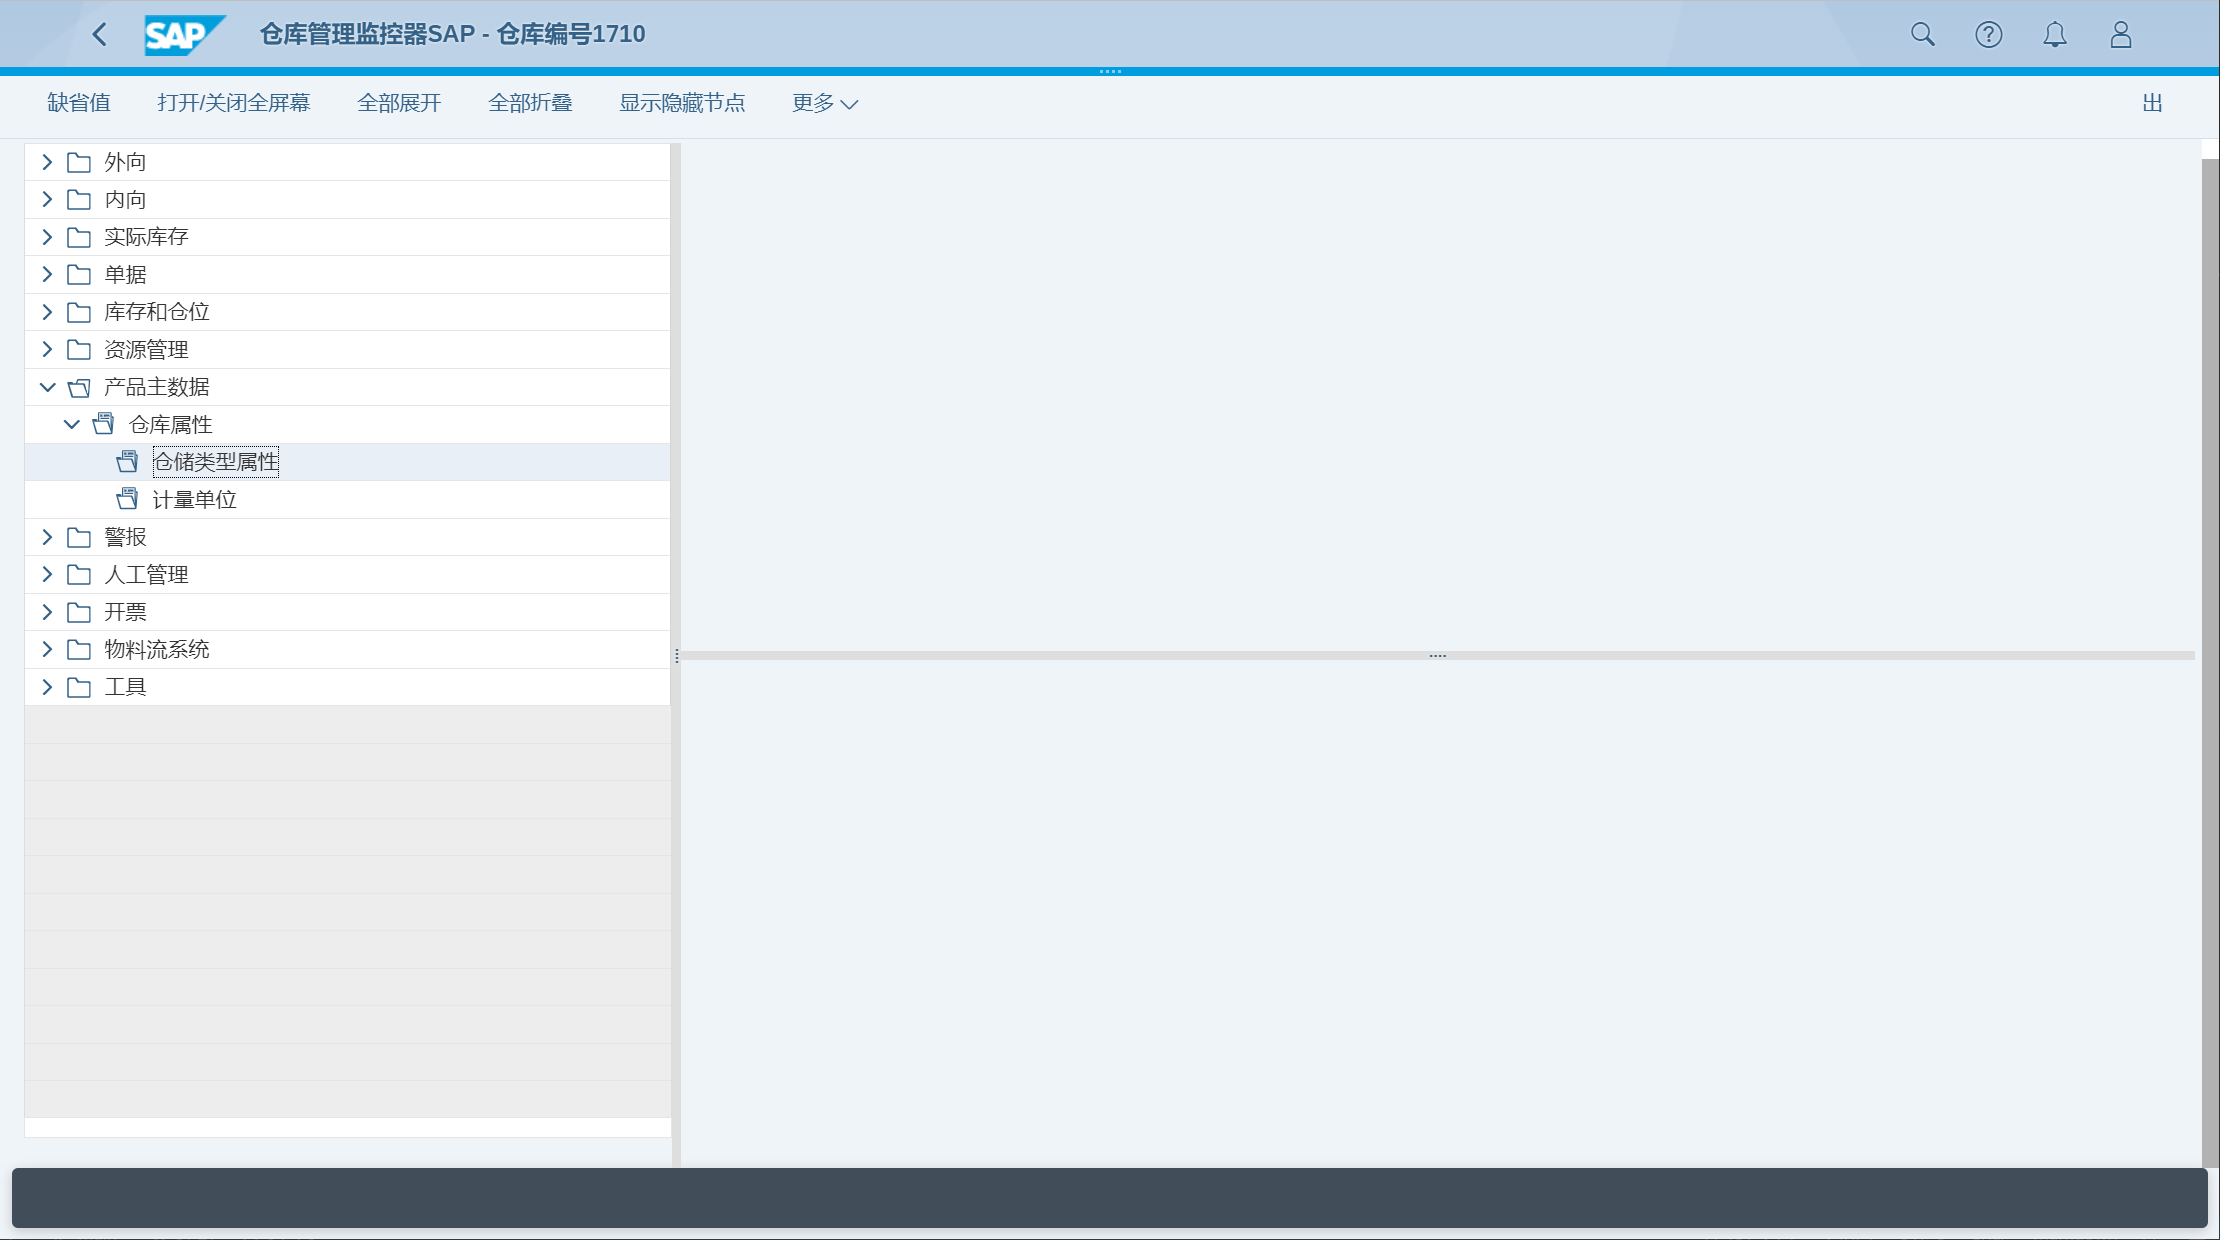 SAP 仓库管理监控器SAP - 仓库编号1710
缺省值 打开/关闭全屏幕 全部展开 全部折叠 显示隐藏节点 更多 出
外向
内向
实际库存
单据
库存和仓位
资源管理
产品主数据
仓库属性
仓储类型属性
计量单位
警报
人工管理
开票
物料流系统
工具